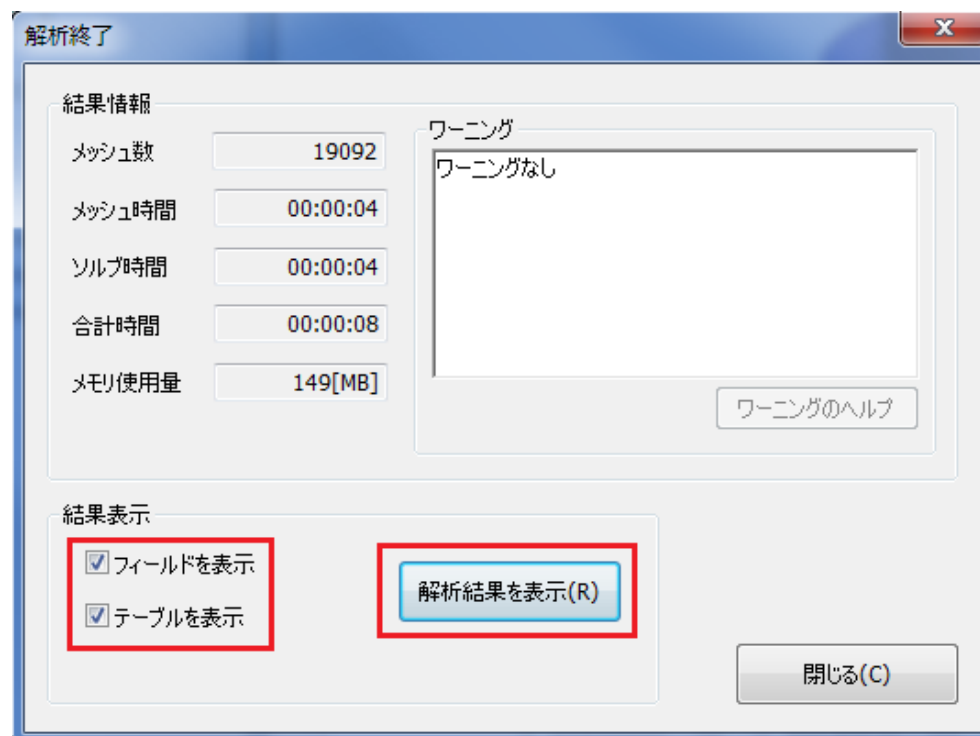 解析終了
結果情報
メッシュ数 19092
メッシュ時間 00:00:04
ソルブ時間 00:00:04
合計時間 00:00:08
メモリ使用量 149[MB]
ワーニング
ワーニングなし
ワーニングのヘルプ
結果表示
フィールドを表示
テーブルを表示
解析結果を表示(R)
閉じる(C)